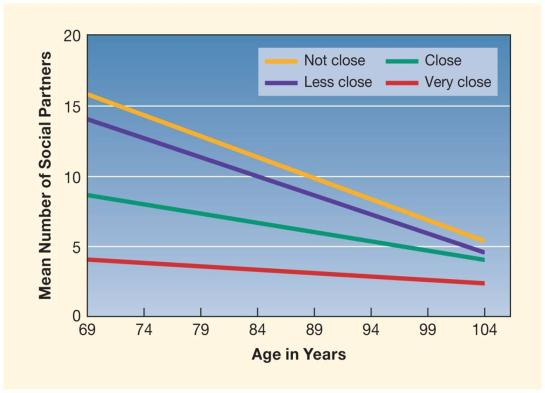 20
15
10
5
0
Mean Number of Social Partners
Not close
Close
Less close
Very close
69 74 79 84 89 94 99 104
Age in Years